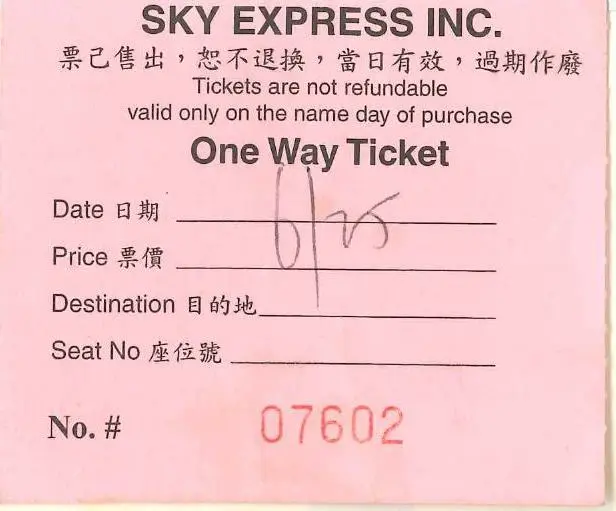 SKY EXPRESS INC.
票己售出，恕不退換，當日有效，過期作廢
Tickets are not refundable
valid only on the name day of purchase
One Way Ticket
Date 日期 6/25
Price 票價
Destination 目的地
Seat No 座位號
No. # 07602